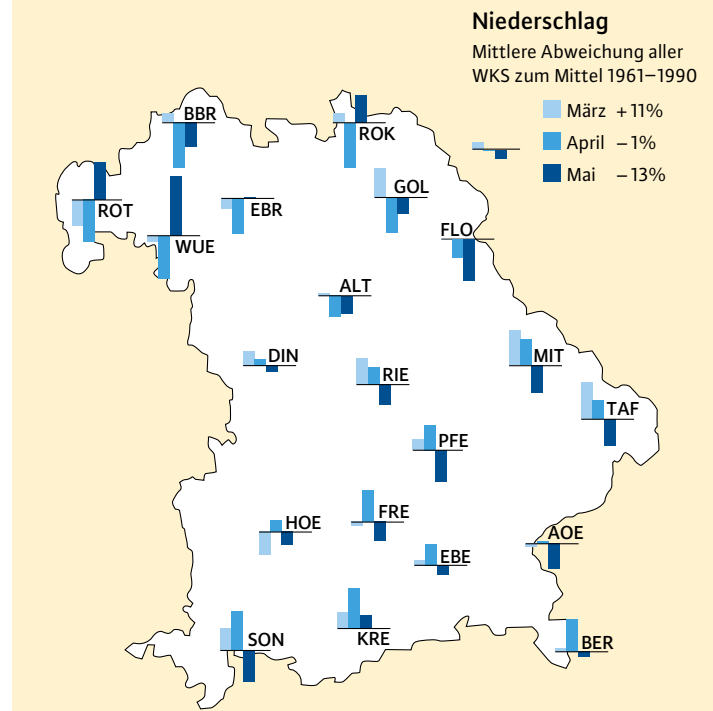 Niederschlag
Mittlere Abweichung aller
WKS zum Mittel 1961–1990
März +11%
April –1%
Mai –13%
BBR
ROK
ROT
EBR
GOL
WUE
FLO
ALT
DIN
RIE
MIT
TAF
PFE
HOE
FRE
EBE
AOE
SON
KRE
BER